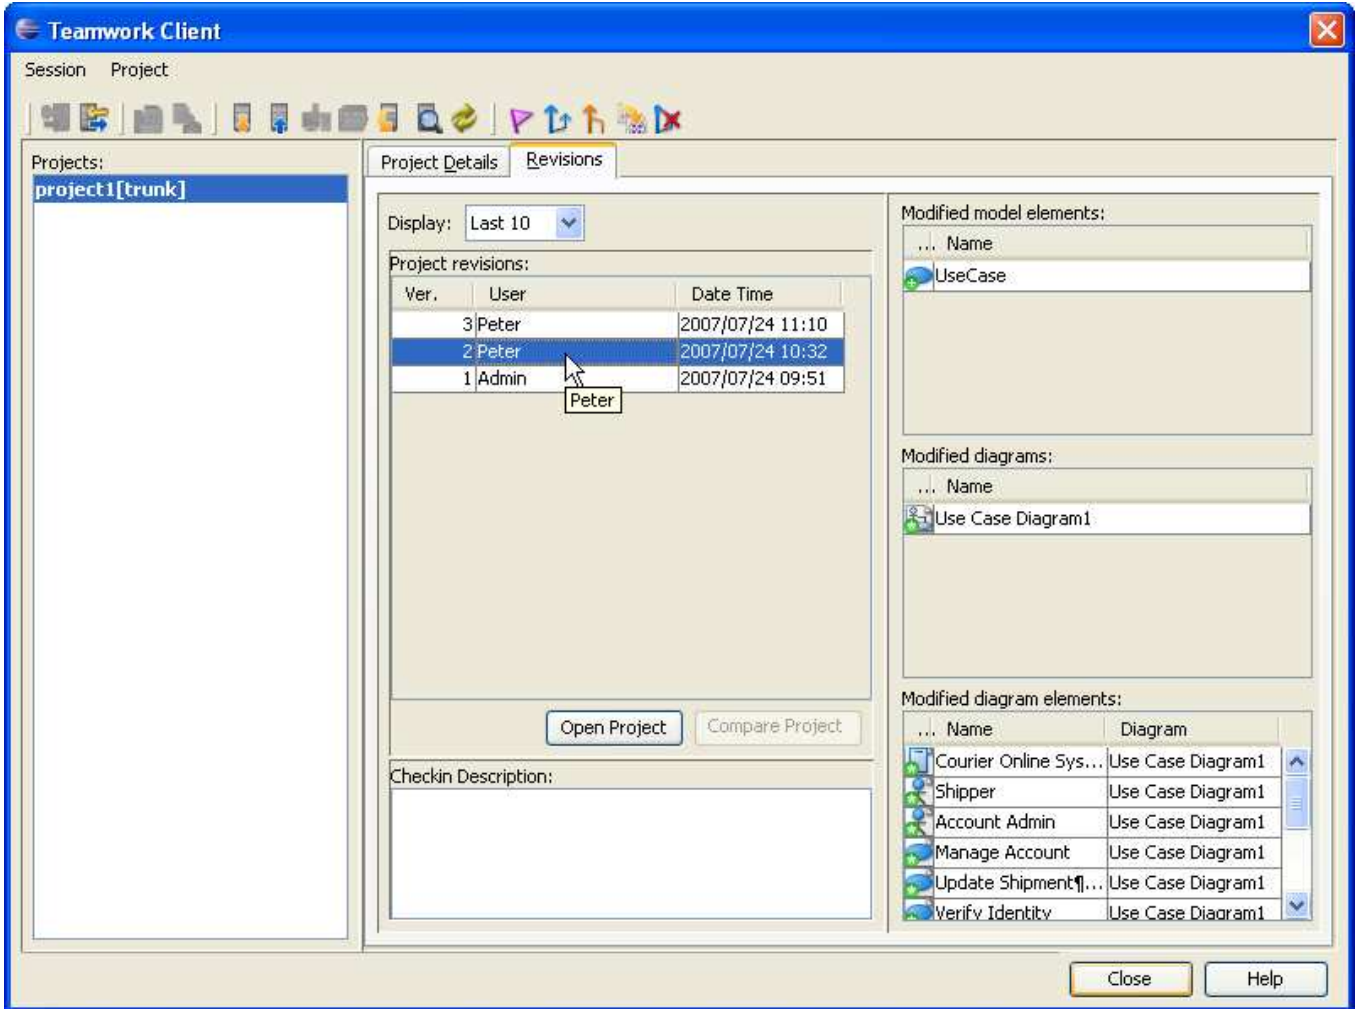 Teamwork Client
Session Project
Projects:
project1[trunk]
Project Details Revisions
Display: Last 10
Project revisions:
Ver. User Date Time
3 Peter 2007/07/24 11:10
2 Peter 2007/07/24 10:32
1 Admin 2007/07/24 09:51
Peter
Open Project Compare Project
Checkin Description:
Modified model elements:
... Name
UseCase
Modified diagrams:
... Name
Use Case Diagram1
Modified diagram elements:
... Name Diagram
Courier Online Sys... Use Case Diagram1
Shipper Use Case Diagram1
Account Admin Use Case Diagram1
Manage Account Use Case Diagram1
Update Shipment¶... Use Case Diagram1
Verify Identity Use Case Diagram1
Close Help